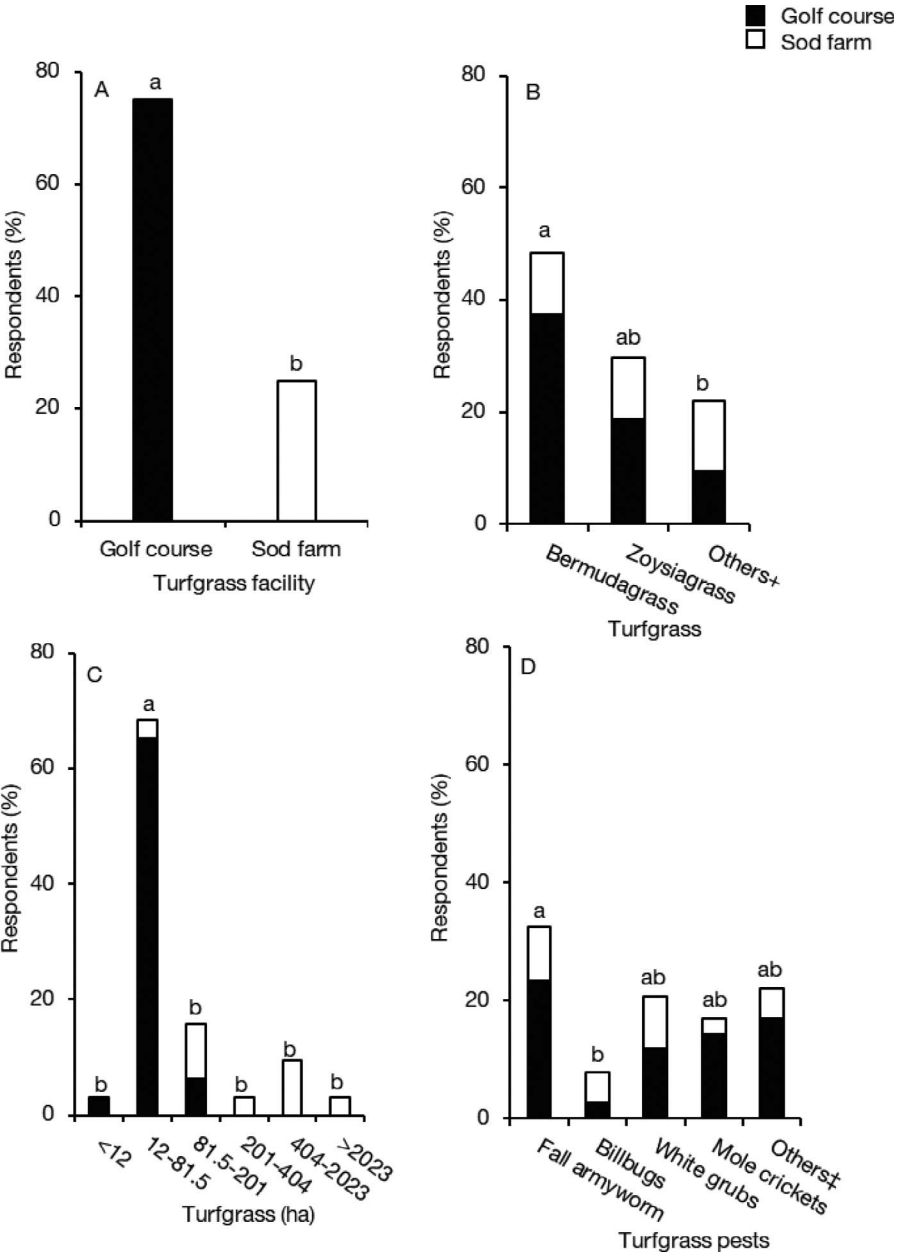 Golf course
Sod farm
A
a
b
80
60
40
20
0
Respondents (%)
Golf course
Sod farm
Turfgrass facility
B
a
ab
b
80
60
40
20
0
Respondents (%)
Bermudagrass
Zoysiagrass
Others+
Turfgrass
C
a
b
b
b
b
b
80
60
40
20
0
Respondents (%)
<12
12-81.5
81.5-201
201-404
404-2023
>2023
Turfgrass (ha)
D
a
b
ab
ab
ab
80
60
40
20
0
Respondents (%)
Fall armyworm
Billbugs
White grubs
Mole crickets
Others‡
Turfgrass pests